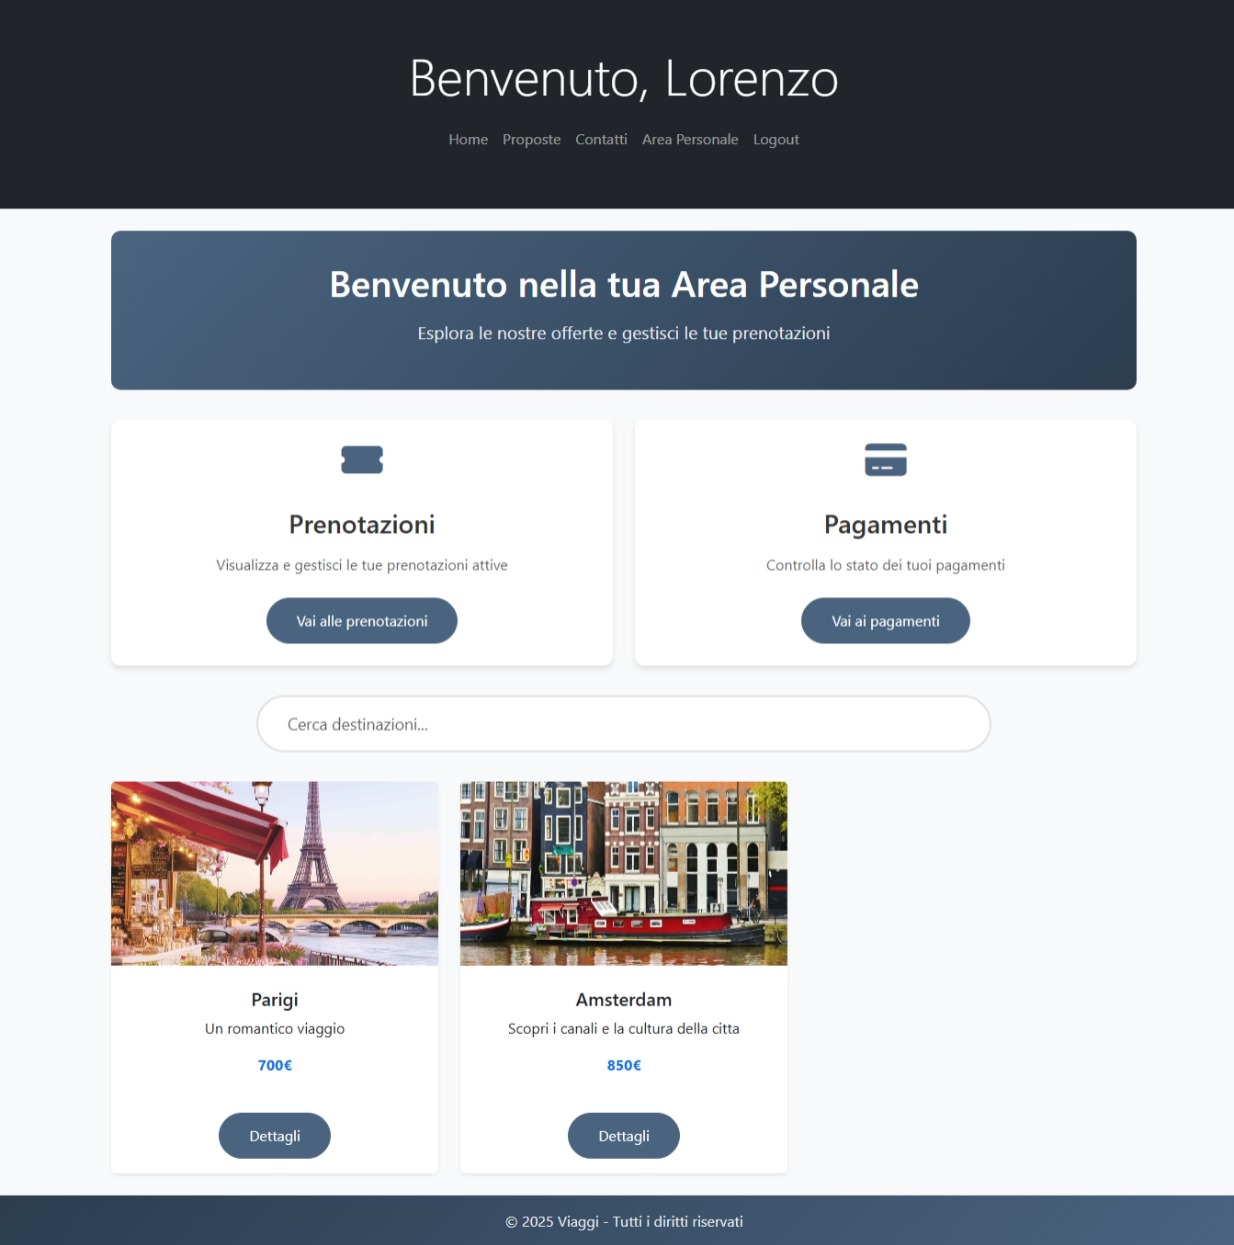 Benvenuto, Lorenzo
Home Proposte Contatti Area Personale Logout
Benvenuto nella tua Area Personale
Esplora le nostre offerte e gestisci le tue prenotazioni
Prenotazioni
Visualizza e gestisci le tue prenotazioni attive
Vai alle prenotazioni
Pagamenti
Controlla lo stato dei tuoi pagamenti
Vai ai pagamenti
Cerca destinazioni...
Parigi
Un romantico viaggio
700€
Dettagli
Amsterdam
Scopri i canali e la cultura della citta
850€
Dettagli
© 2025 Viaggi - Tutti i diritti riservati